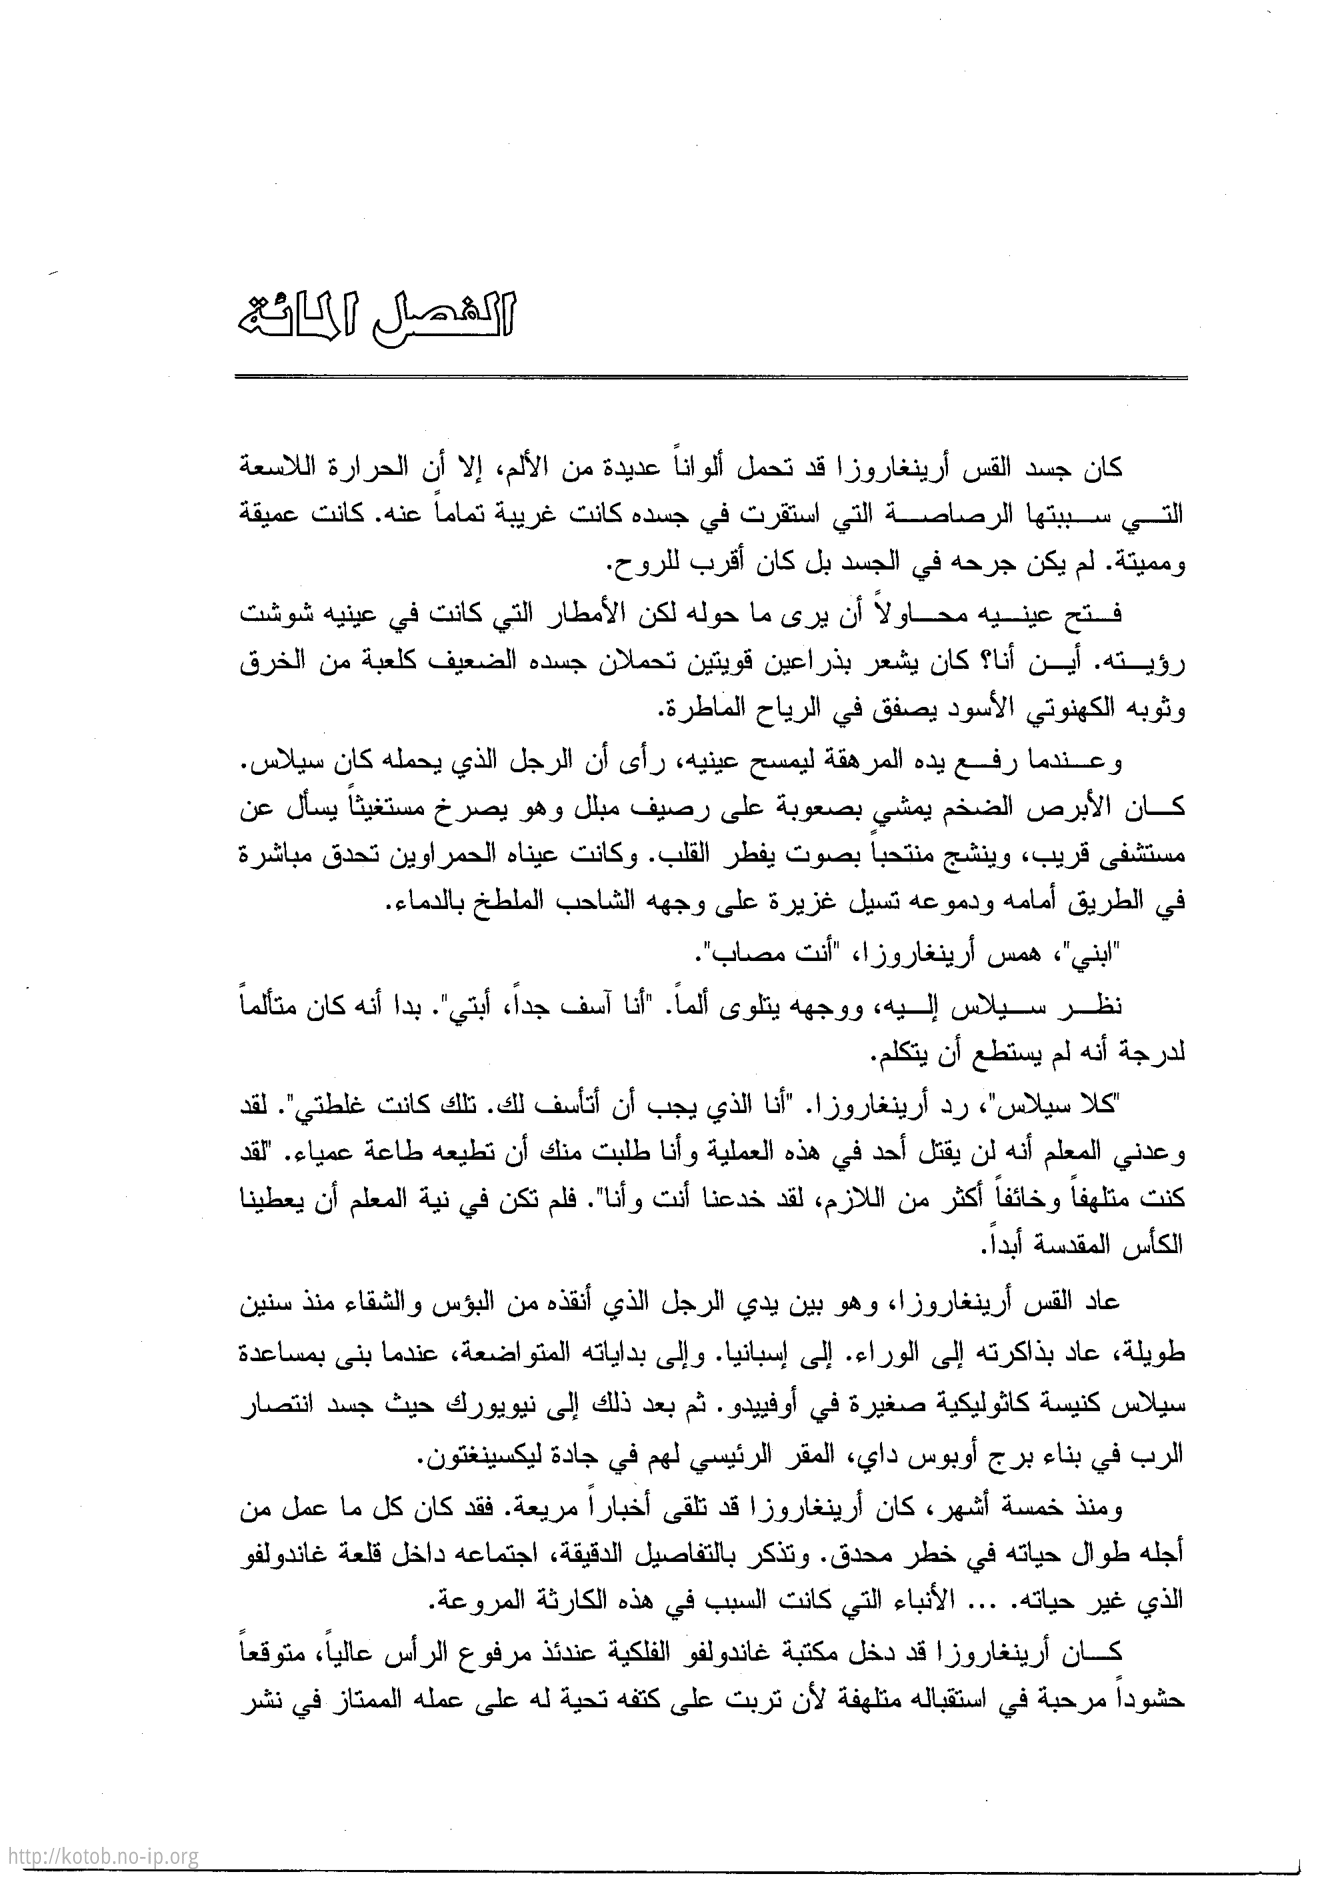 الفصل المائة
كان جسد القس أرينغاروزا قد تحمل ألواناً عديدة من الألم، إلا أن الحرارة اللاسعة
التي سببتها الرصاصة التي استقرت في جسده كانت غريبة تماماً عنه. كانت عميقة
ومميتة. لم يكن جرحه في الجسد بل كان أقرب للروح.
فتح عينيه محاولاً أن يرى ما حوله لكن الأمطار التي كانت في عينيه شوشت
رؤيته. أين أنا؟ كان يشعر بذراعين قويتين تحملان جسده الضعيف كلعبة من الخرق
وثوبه الكهنوتي الأسود يصفق في الرياح الماطرة.
وعندما رفع يده المرهقة ليمسح عينيه، رأى أن الرجل الذي يحمله كان سيلاس.
كان الأبرص الضخم يمشي بصعوبة على رصيف مبلل وهو يصرخ مستغيثاً يسأل عن
مستشفى قريب، وينشج منتحباً بصوت يفطر القلب. وكانت عيناه الحمراوين تحدق مباشرة
في الطريق أمامه ودموعه تسيل غزيرة على وجهه الشاحب الملطخ بالدماء.
"ابني"، همس أرينغاروزا، "أنت مصاب".
نظر سيلاس إليه، ووجهه يتلوى ألماً. "أنا آسف جداً، أبتي". بدا أنه كان متألماً
لدرجة أنه لم يستطع أن يتكلم.
"كلا سيلاس"، رد أرينغاروزا. "أنا الذي يجب أن أتأسف لك. تلك كانت غلطتي". لقد
وعدني المعلم أنه لن يقتل أحد في هذه العملية وأنا طلبت منك أن تطيعه طاعة عمياء. "لقد
كنت متلهفاً وخائفاً أكثر من اللازم، لقد خدعنا أنت وأنا". فلم تكن في نية المعلم أن يعطينا
الكأس المقدسة أبداً.
عاد القس أرينغاروزا، وهو بين يدي الرجل الذي أنقذه من البؤس والشقاء منذ سنين
طويلة، عاد بذاكرته إلى الوراء. إلى إسبانيا. وإلى بداياته المتواضعة، عندما بنى بمساعدة
سيلاس كنيسة كاثوليكية صغيرة في أوفييدو. ثم بعد ذلك إلى نيويورك حيث جسد انتصار
الرب في بناء برج أوبوس داي، المقر الرئيسي لهم في جادة ليكسينغتون.
ومنذ خمسة أشهر، كان أرينغاروزا قد تلقى أخباراً مريعة. فقد كان كل ما عمل من
أجله طوال حياته في خطر محدق. وتذكر بالتفاصيل الدقيقة، اجتماعه داخل قلعة غاندولفو
الذي غير حياته. ... الأنباء التي كانت السبب في هذه الكارثة المروعة.
كان أرينغاروزا قد دخل مكتبة غاندولفو الفلكية عندئذ مرفوع الرأس عالياً، متوقعاً
حشوداً مرحبة في استقباله متلهفة لأن تربت على كتفه تحية له على عمله الممتاز في نشر
http://kotob.no-ip.org